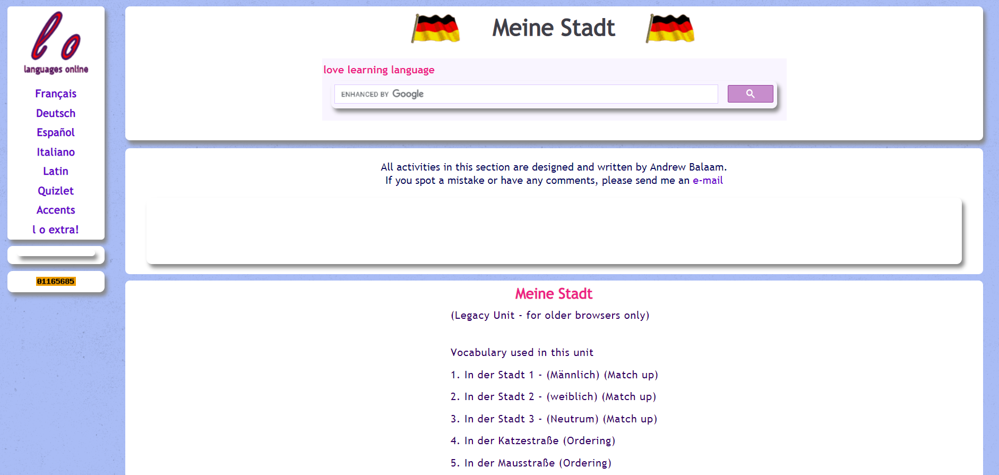 l o
languages online
Français
Deutsch
Español
Italiano
Latin
Quizlet
Accents
l o extra!
01165685
Meine Stadt
love learning language
ENHANCED BY Google
All activities in this section are designed and written by Andrew Balaam.
If you spot a mistake or have any comments, please send me an e-mail
Meine Stadt
(Legacy Unit - for older browsers only)
Vocabulary used in this unit
1. In der Stadt 1 - (Männlich) (Match up)
2. In der Stadt 2 - (weiblich) (Match up)
3. In der Stadt 3 - (Neutrum) (Match up)
4. In der Katzestraße (Ordering)
5. In der Mausstraße (Ordering)